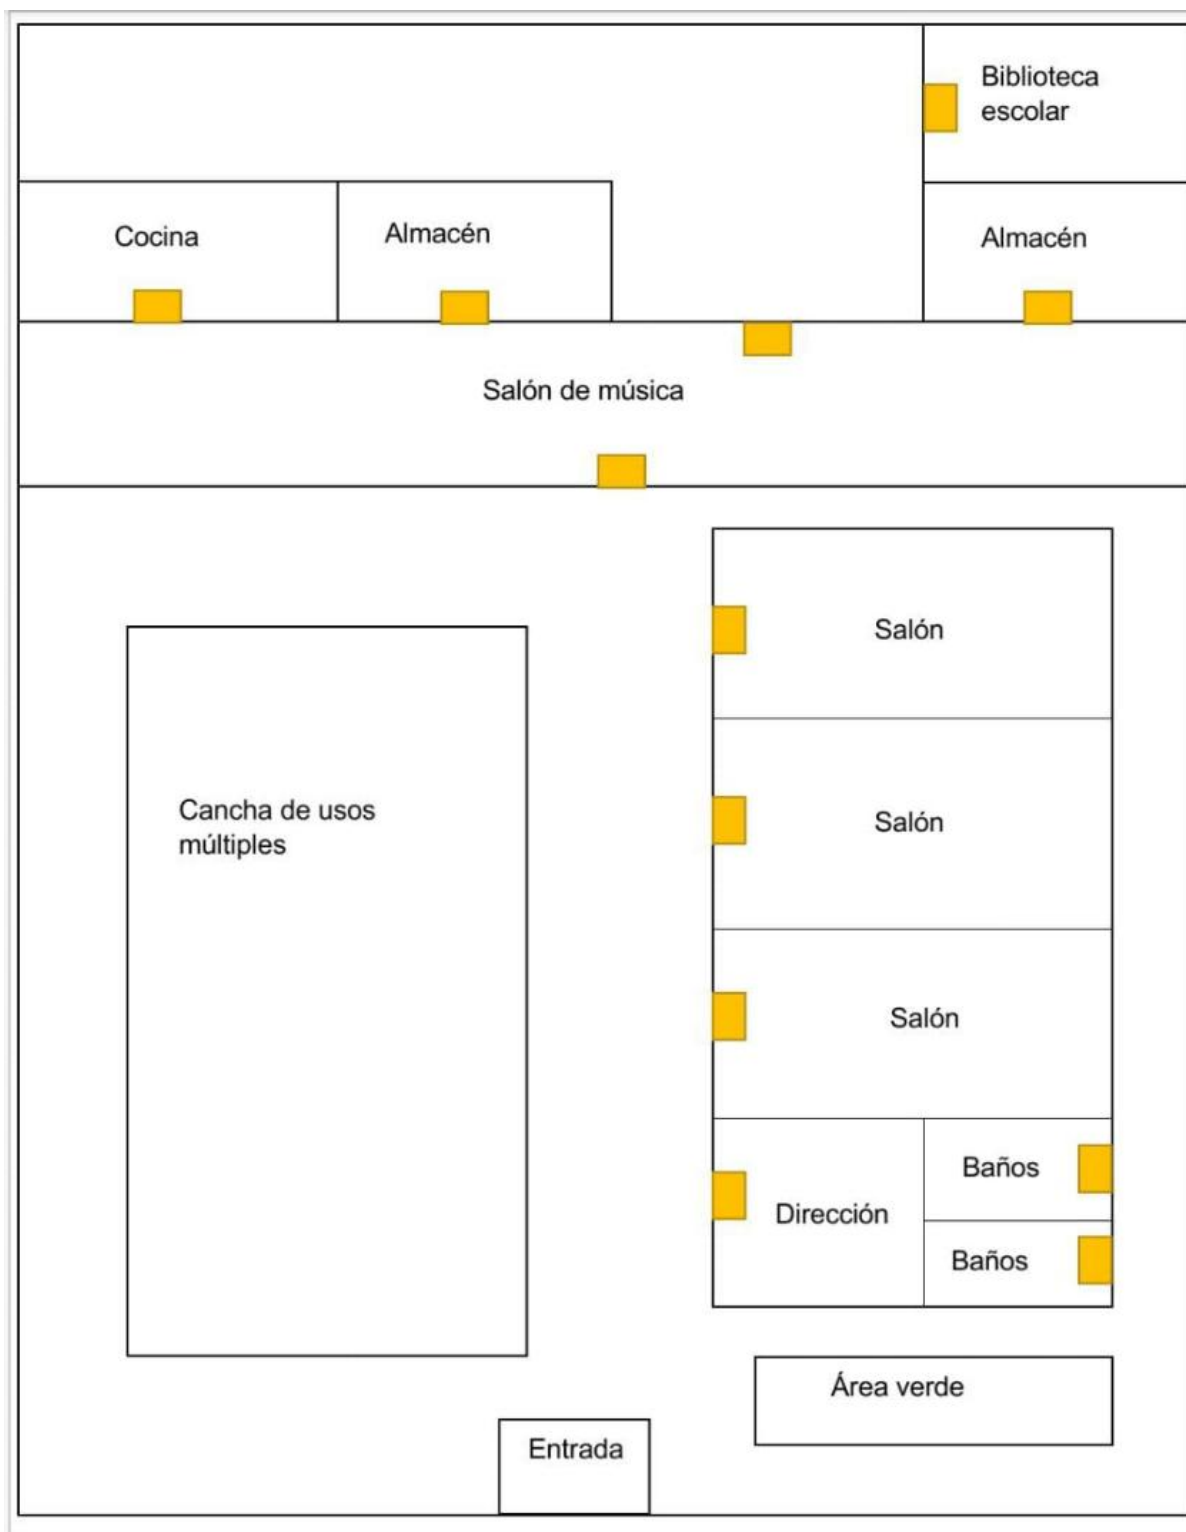 Biblioteca
escolar
Cocina
Almacén
Almacén
Salón de música
Salón
Cancha de usos
múltiples
Salón
Salón
Baños
Dirección
Baños
Área verde
Entrada